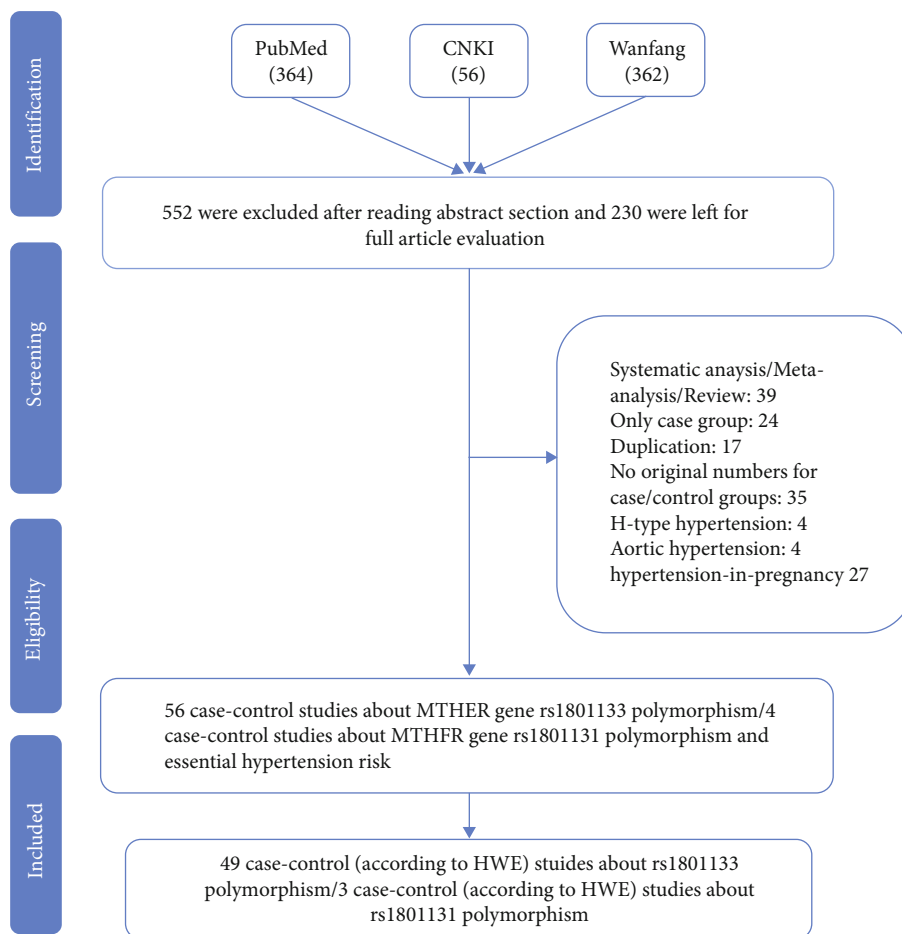 Identification
PubMed
(364)
CNKI
(56)
Wanfang
(362)
552 were excluded after reading abstract section and 230 were left for
full article evaluation
Screening
Systematic anaysis/Meta-
analysis/Review: 39
Only case group: 24
Duplication: 17
No original numbers for
case/control groups: 35
H-type hypertension: 4
Aortic hypertension: 4
hypertension-in-pregnancy 27
Eligibility
56 case-control studies about MTHER gene rs1801133 polymorphism/4
case-control studies about MTHFR gene rs1801131 polymorphism and
essential hypertension risk
Included
49 case-control (according to HWE) stuides about rs1801133
polymorphism/3 case-control (according to HWE) studies about
rs1801131 polymorphism